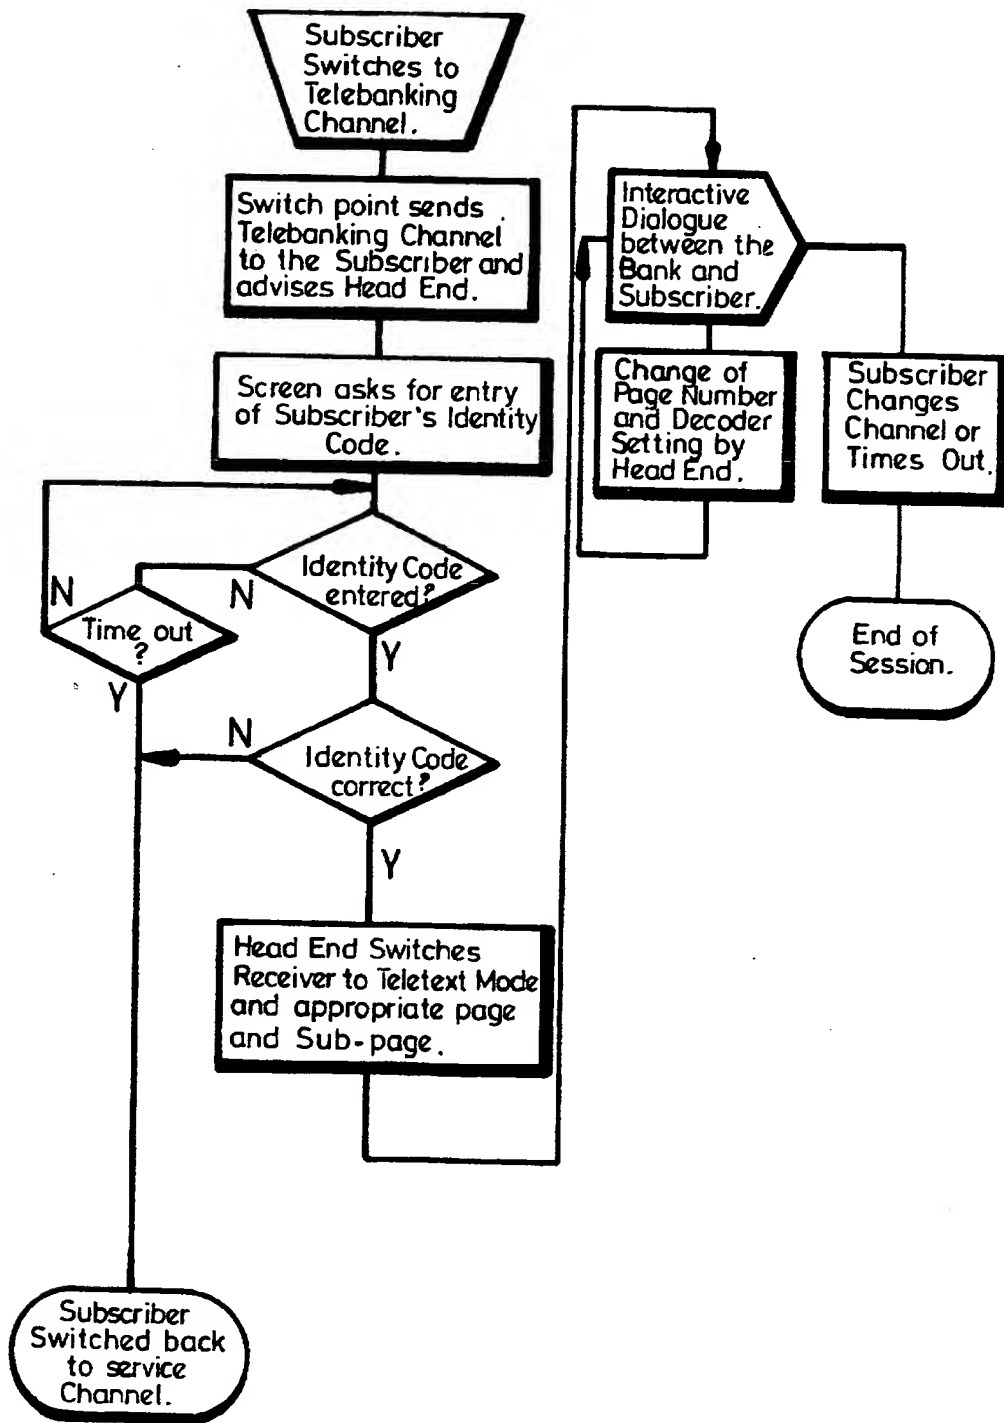 Subscriber
Switches to
Telebanking
Channel.
Switch point sends
Telebanking Channel
to the Subscriber and
advises Head End.
Screen asks for entry
of Subscriber's Identity
Code.
Identity Code
entered?
N
Y
Time out
?
N
Y
Identity Code
correct?
N
Y
Head End Switches
Receiver to Teletext Mode
and appropriate page
and Sub-page.
Subscriber
Switched back
to service
Channel.
Interactive
Dialogue
between the
Bank and
Subscriber.
Change of
Page Number
and Decoder
Setting by
Head End.
Subscriber
Changes
Channel or
Times Out.
End of
Session.